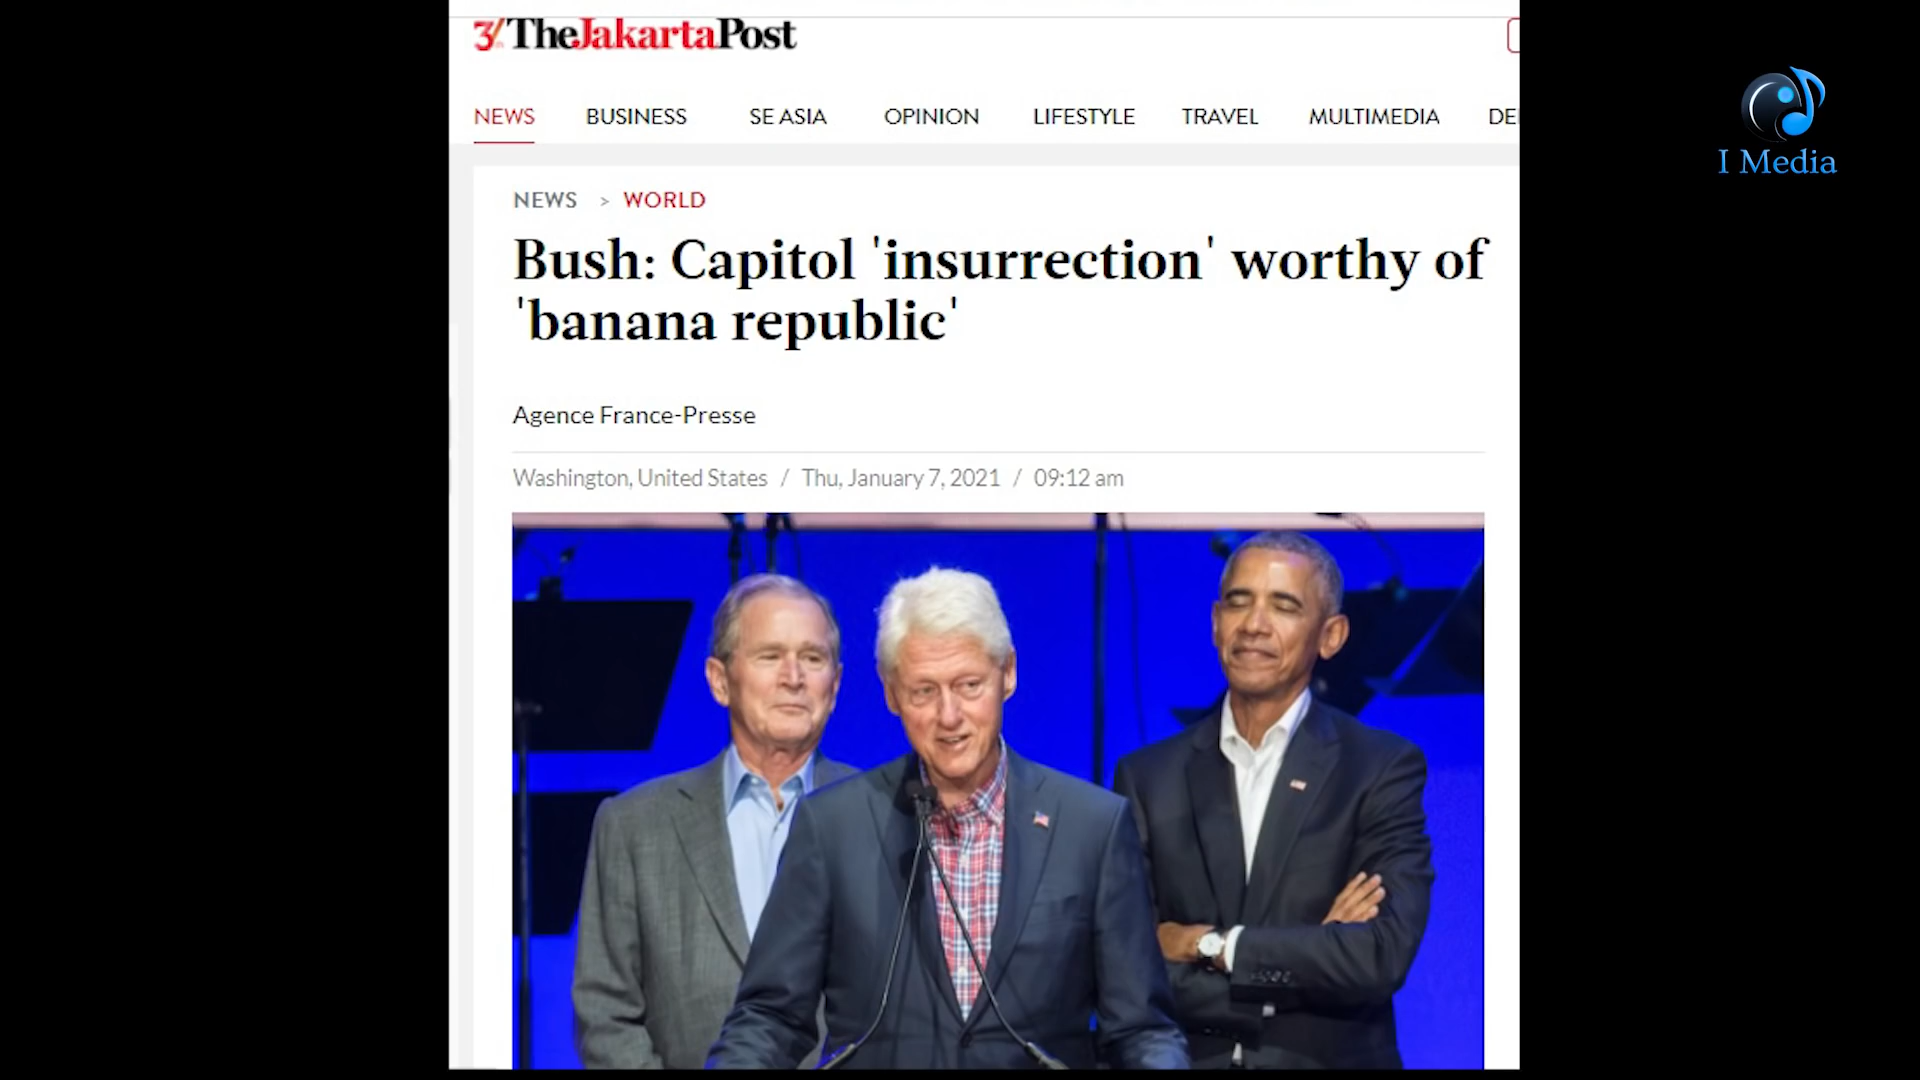 TheJakartaPost
NEWS BUSINESS SE ASIA OPINION LIFESTYLE TRAVEL MULTIMEDIA
I Media
NEWS > WORLD
Bush: Capitol 'insurrection' worthy of
'banana republic'
Agence France-Presse
Washington, United States / Thu, January 7, 2021 / 09:12 am